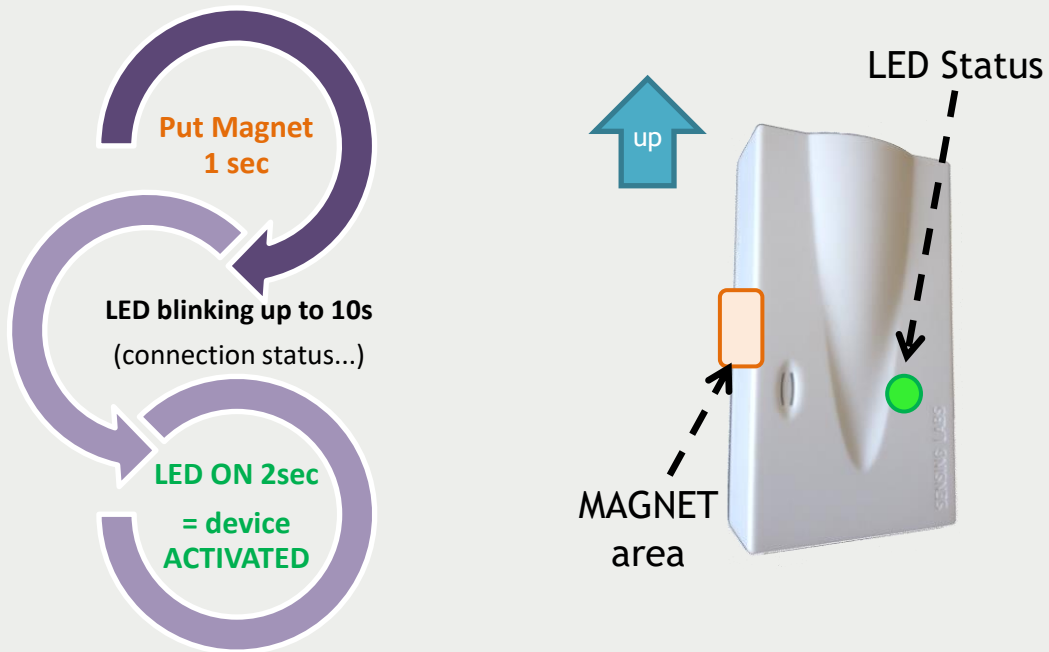 Put Magnet
1 sec
LED blinking up to 10s
(connection status...)
LED ON 2sec
= device
ACTIVATED
up
LED Status
MAGNET
area
SENSING LABS